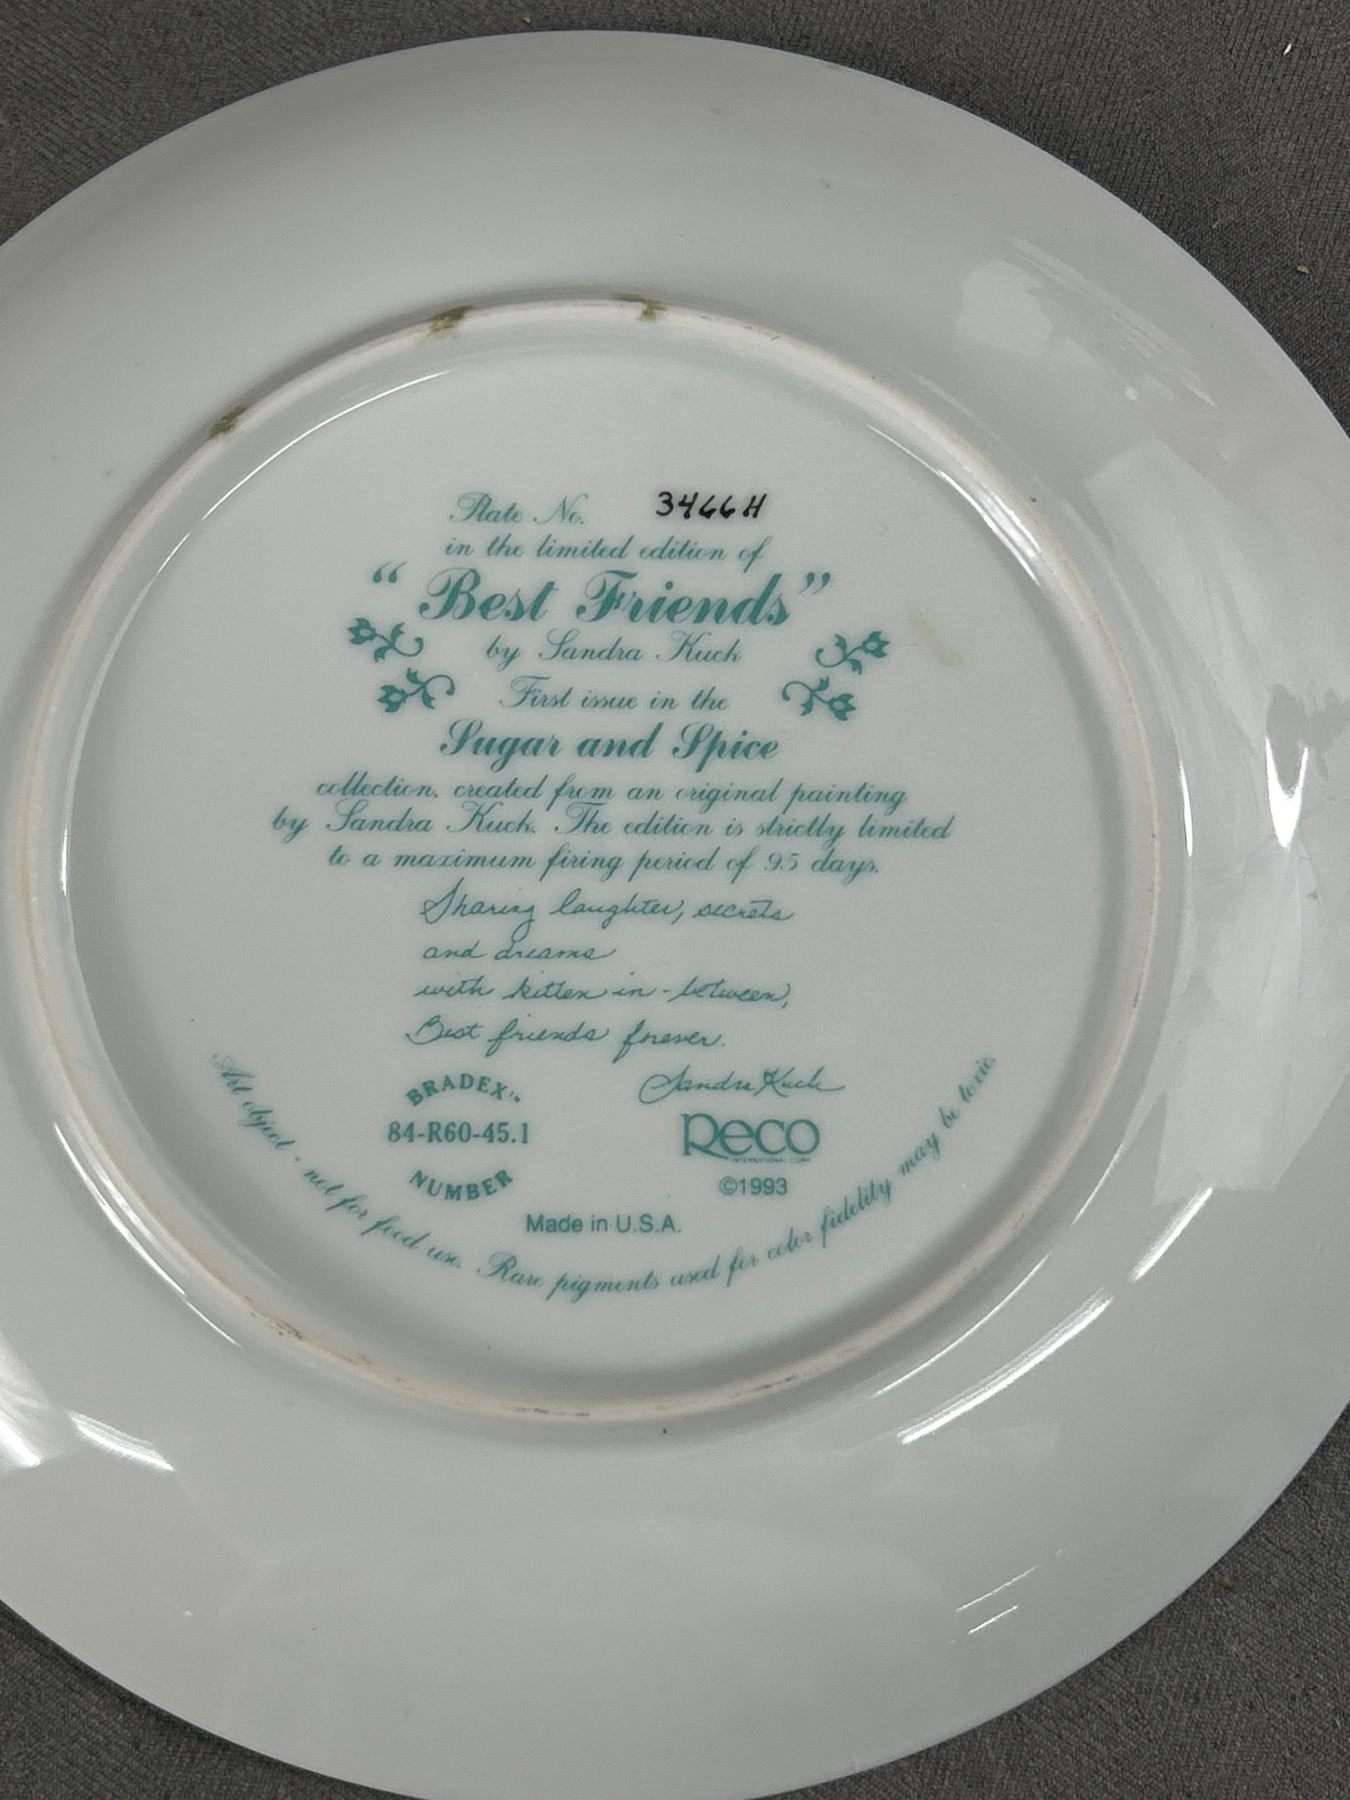 Plate No. 3466H
in the limited edition of
“Best Friends”
by Sandra Kuck
First issue in the
Sugar and Spice
collection, created from an original painting
by Sandra Kuck. The edition is strictly limited
to a maximum firing period of 95 days.
Sharing laughter, secrets
and dreams
with kitten in-between,
Best friends forever.
Sandra Kuck
BRADEX™
84-R60-45.1
NUMBER
Reco
INTERNATIONAL CORP.
©1993
Made in U.S.A.
Art object - not for food use. Rare pigments used for color fidelity may be toxic